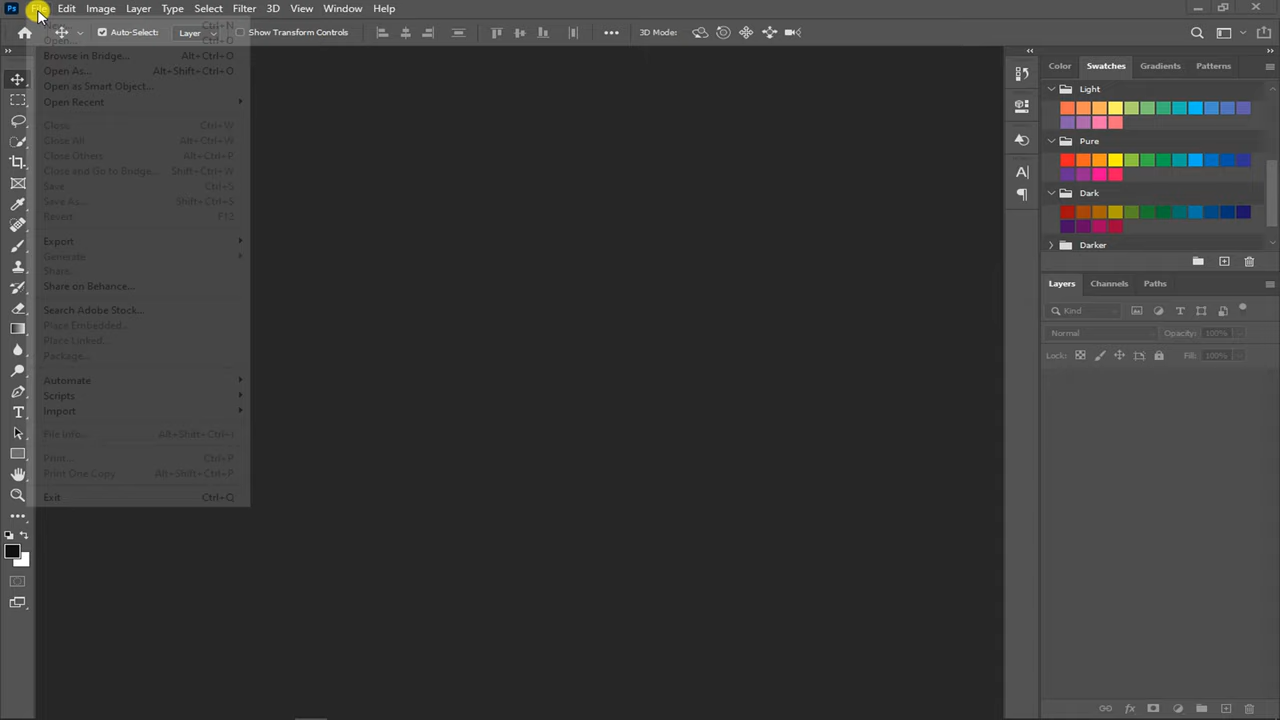 Ps File Edit Image Layer Type Select Filter 3D View Window Help
Auto-Select: Layer Show Transform Controls 3D Mode:
New... Ctrl+N
Open... Ctrl+O
Browse in Bridge... Alt+Ctrl+O
Open As... Alt+Shift+Ctrl+O
Open as Smart Object...
Open Recent
Close Ctrl+W
Close All Alt+Ctrl+W
Close Others Alt+Ctrl+P
Close and Go to Bridge... Shift+Ctrl+W
Save Ctrl+S
Save As... Shift+Ctrl+S
Revert F12
Export
Generate
Share...
Share on Behance...
Search Adobe Stock...
Place Embedded...
Place Linked...
Package...
Automate
Scripts
Import
File Info... Alt+Shift+Ctrl+I
Print... Ctrl+P
Print One Copy Alt+Shift+Ctrl+P
Exit Ctrl+Q
Color Swatches Gradients Patterns
Light
Pure
Dark
Darker
Layers Channels Paths
Kind
Normal Opacity: 100%
Lock: Fill: 100%